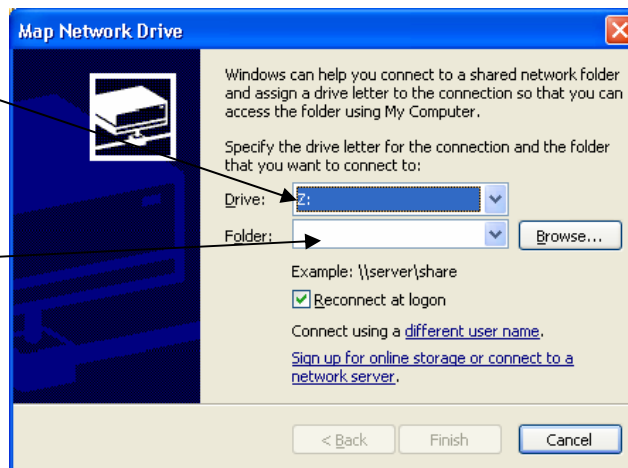 Map Network Drive
Windows can help you connect to a shared network folder
and assign a drive letter to the connection so that you can
access the folder using My Computer.
Specify the drive letter for the connection and the folder
that you want to connect to:
Drive: Z:
Folder: Browse...
Example: \\server\share
Reconnect at logon
Connect using a different user name.
Sign up for online storage or connect to a
network server.
< Back Finish Cancel